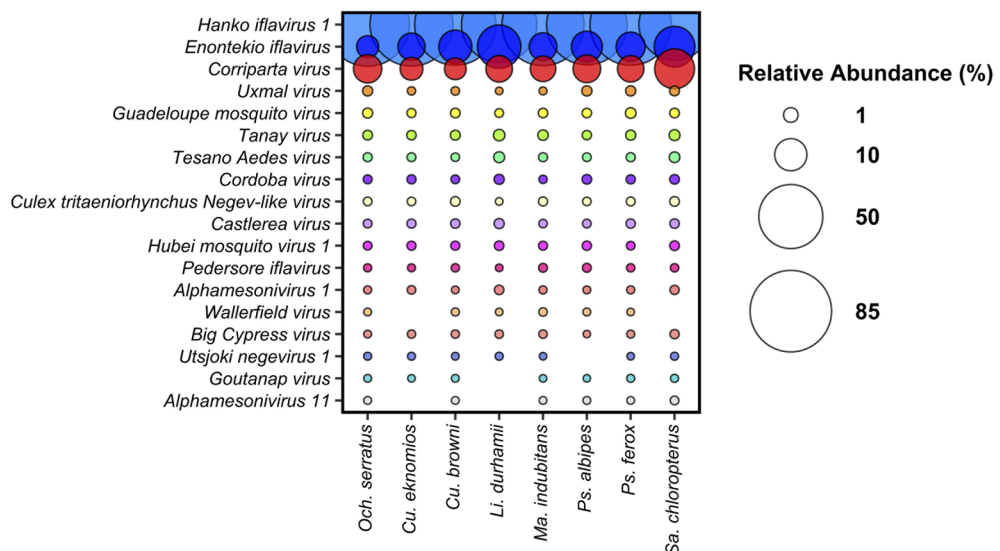 Hanko iflavirus 1
Enontekio iflavirus
Corriparta virus
Uxmal virus
Guadeloupe mosquito virus
Tanay virus
Tesano Aedes virus
Cordoba virus
Culex tritaeniorhynchus Negev-like virus
Castlerea virus
Hubei mosquito virus 1
Pedersore iflavirus
Alphamesonivirus 1
Wallerfield virus
Big Cypress virus
Utsjoki negevirus 1
Goutanap virus
Alphamesonivirus 11
Och. serratus
Cu. eknomios
Cu. browni
Li. durhamii
Ma. indubitans
Ps. albipes
Ps. ferox
Sa. chloropterus
Relative Abundance (%)
1
10
50
85